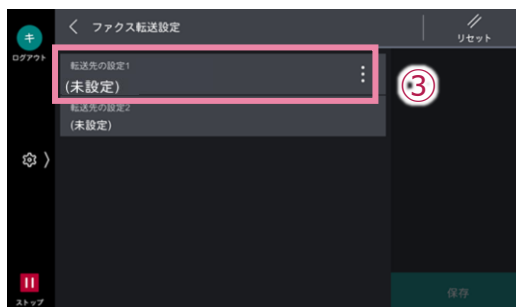 キ
ログアウト
ファクス転送設定
リセット
転送先の設定1
(未設定)
③
転送先の設定2
(未設定)
ストップ
保存